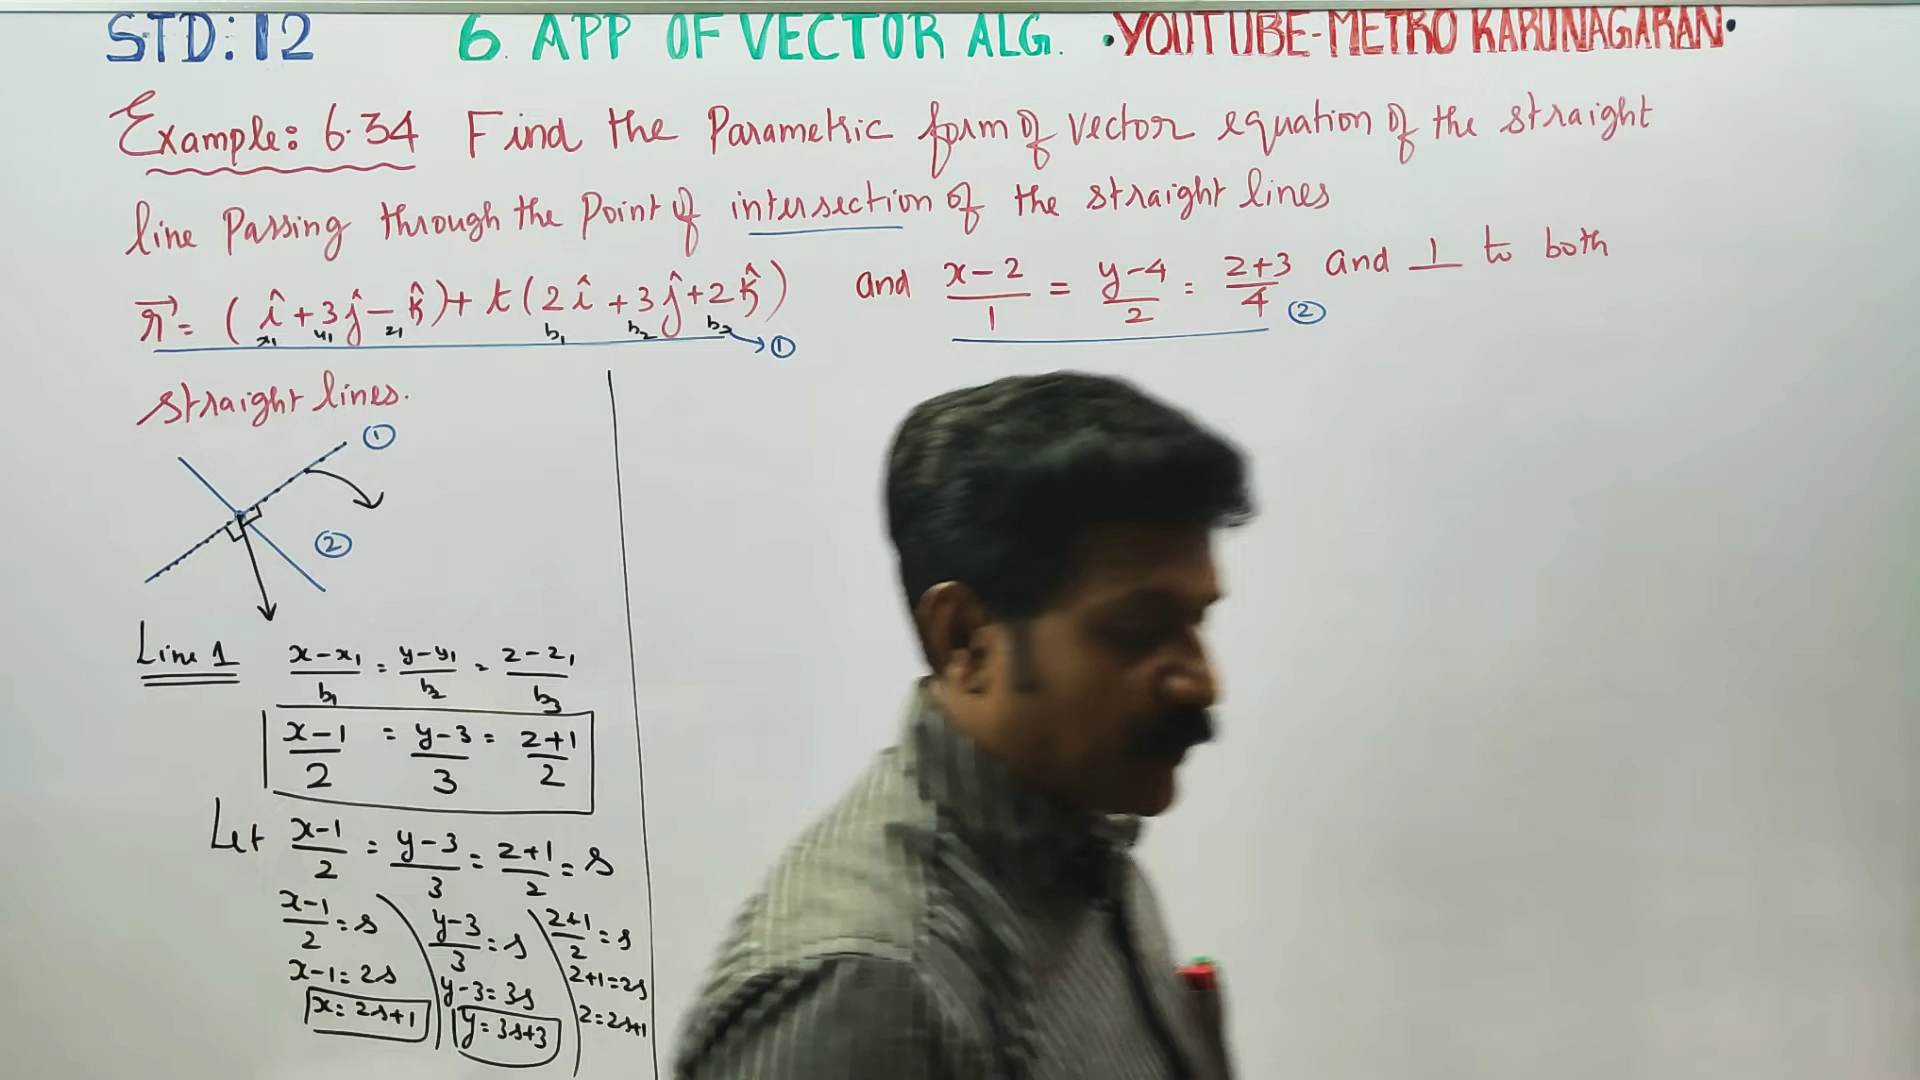 STD: 12 6. APP OF VECTOR ALG. •YOUTUBE-METRO KARUNAGARAN•
Example: 6.34 Find the Parametric form of vector equation of the straight
line Passing through the Point of intersection of the straight lines
r⃗ = (î + 3ĵ − k̂) + t(2î + 3ĵ + 2k̂) and x−2/1 = y−4/2 = z+3/4 and ⊥ to both
x₁ y₁ z₁ b₁ b₂ b₃ → ① ②
straight lines.
①
②
Line 1 x−x₁/b₁ = y−y₁/b₂ = z−z₁/b₃
x−1/2 = y−3/3 = z+1/2
Let x−1/2 = y−3/3 = z+1/2 = s
x−1/2 = s y−3/3 = s z+1/2 = s
x−1=2s y−3=3s z+1=2s
x=2s+1 y=3s+3 z=2s+1